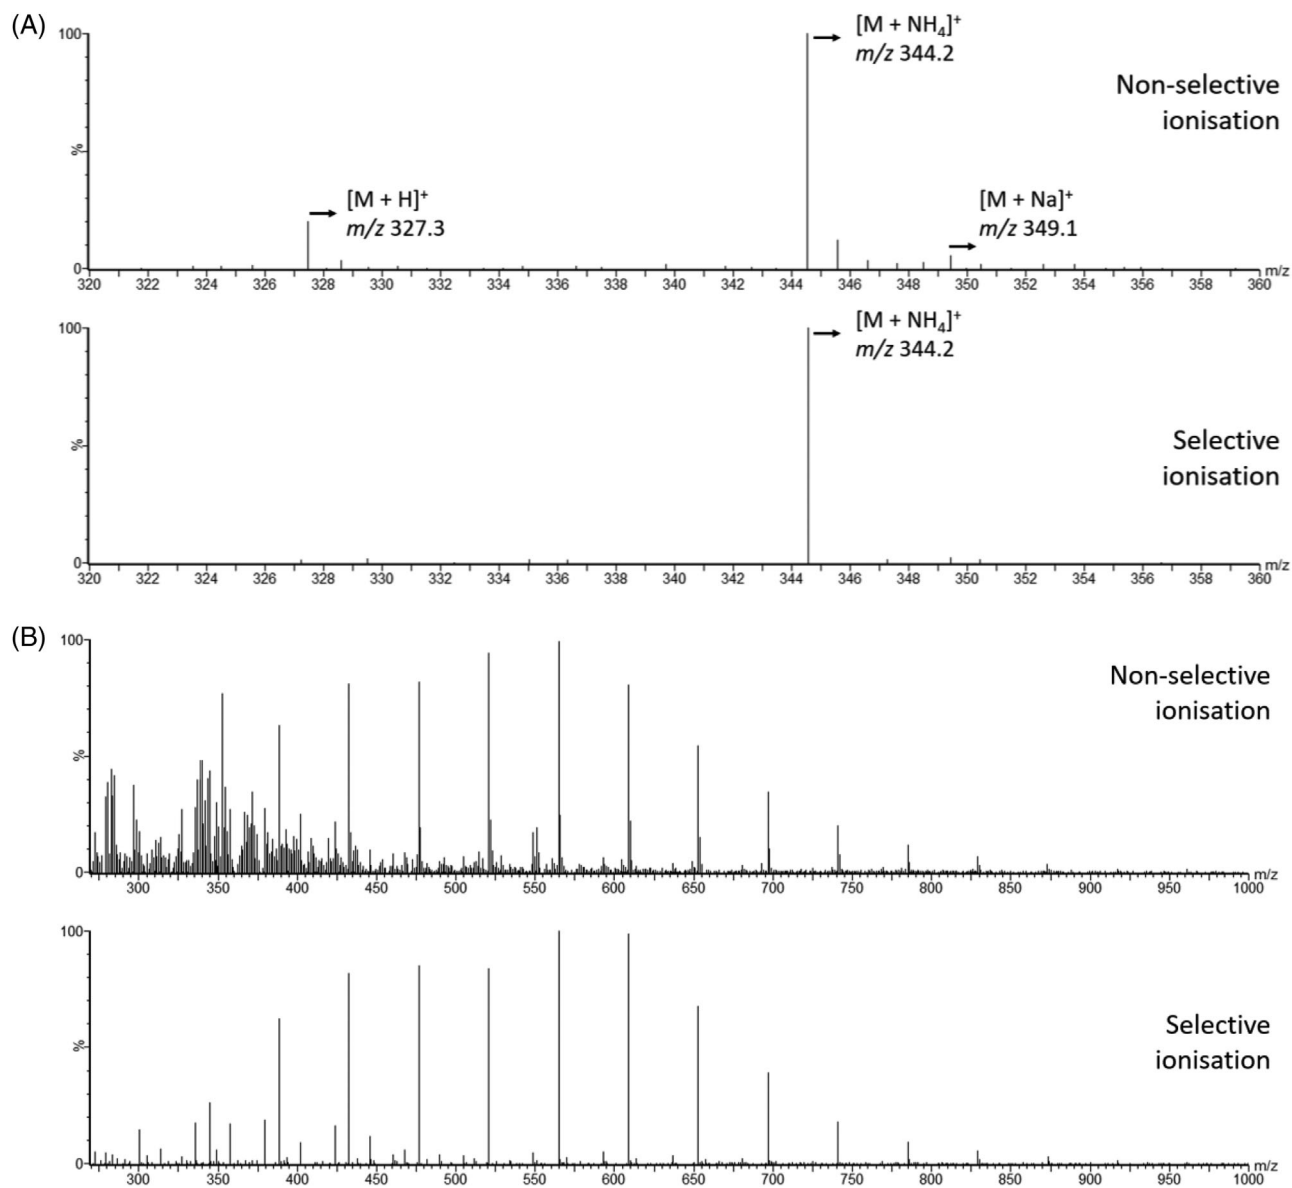 (A)
100
%
0
[M + NH4]+
m/z 344.2
Non-selective
ionisation
[M + H]+
m/z 327.3
[M + Na]+
m/z 349.1
320 322 324 326 328 330 332 334 336 338 340 342 344 346 348 350 352 354 356 358 360 m/z
100
%
0
[M + NH4]+
m/z 344.2
Selective
ionisation
320 322 324 326 328 330 332 334 336 338 340 342 344 346 348 350 352 354 356 358 360 m/z
(B)
100
%
0
Non-selective
ionisation
300 350 400 450 500 550 600 650 700 750 800 850 900 950 1000 m/z
100
%
0
Selective
ionisation
300 350 400 450 500 550 600 650 700 750 800 850 900 950 1000 m/z